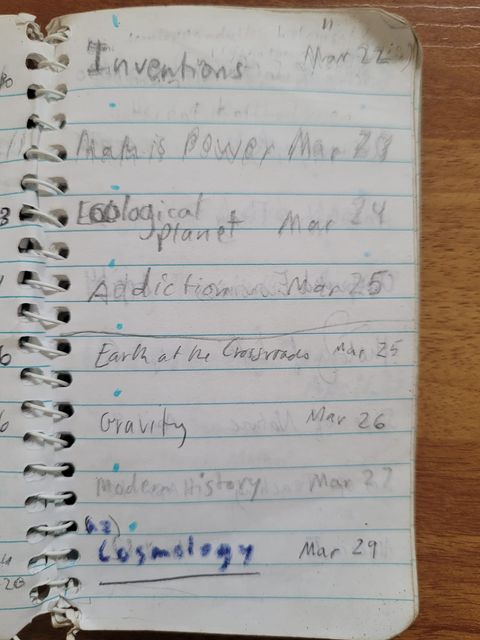 "
Inventions Mar 22
Math is Power Mar 23
Ecological
planet Mar 24
Addiction Mar 25
Earth at the Crossroads Mar 25
Gravity Mar 26
Modern History Mar 27
Cosmology Mar 29